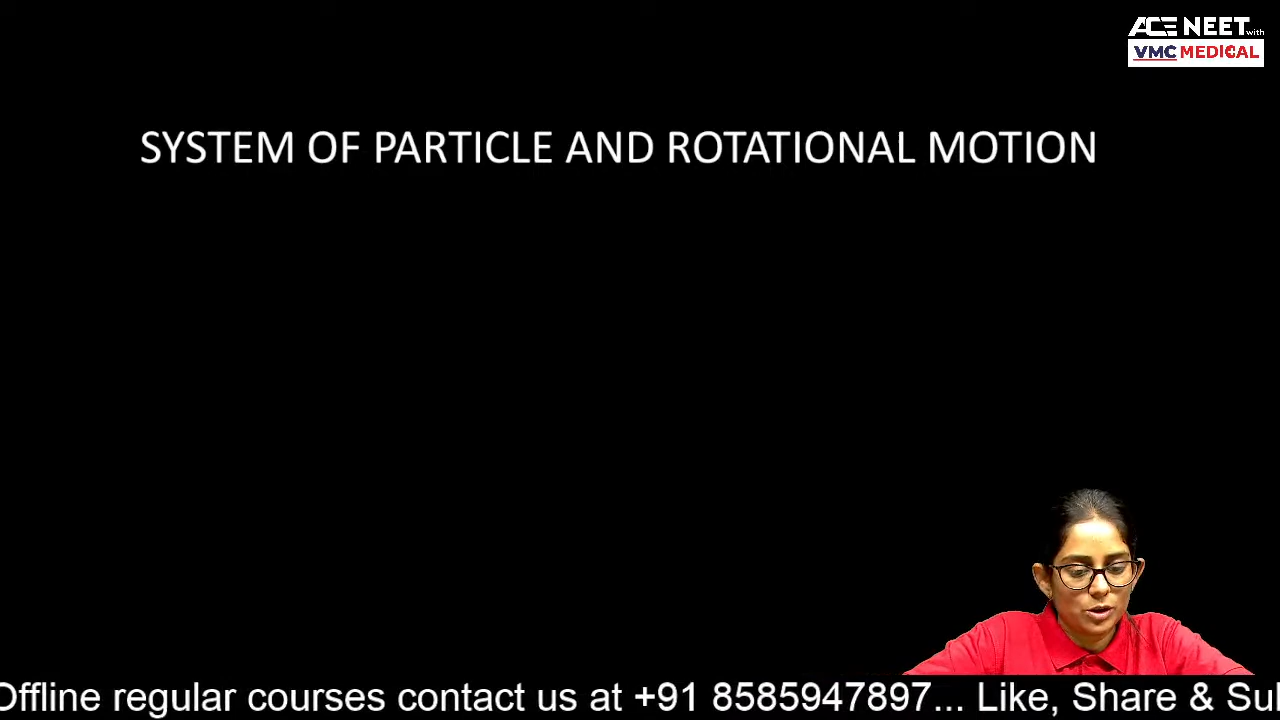 ACE NEET with
VMC MEDICAL
SYSTEM OF PARTICLE AND ROTATIONAL MOTION
Offline regular courses contact us at +91 8585947897... Like, Share & Su